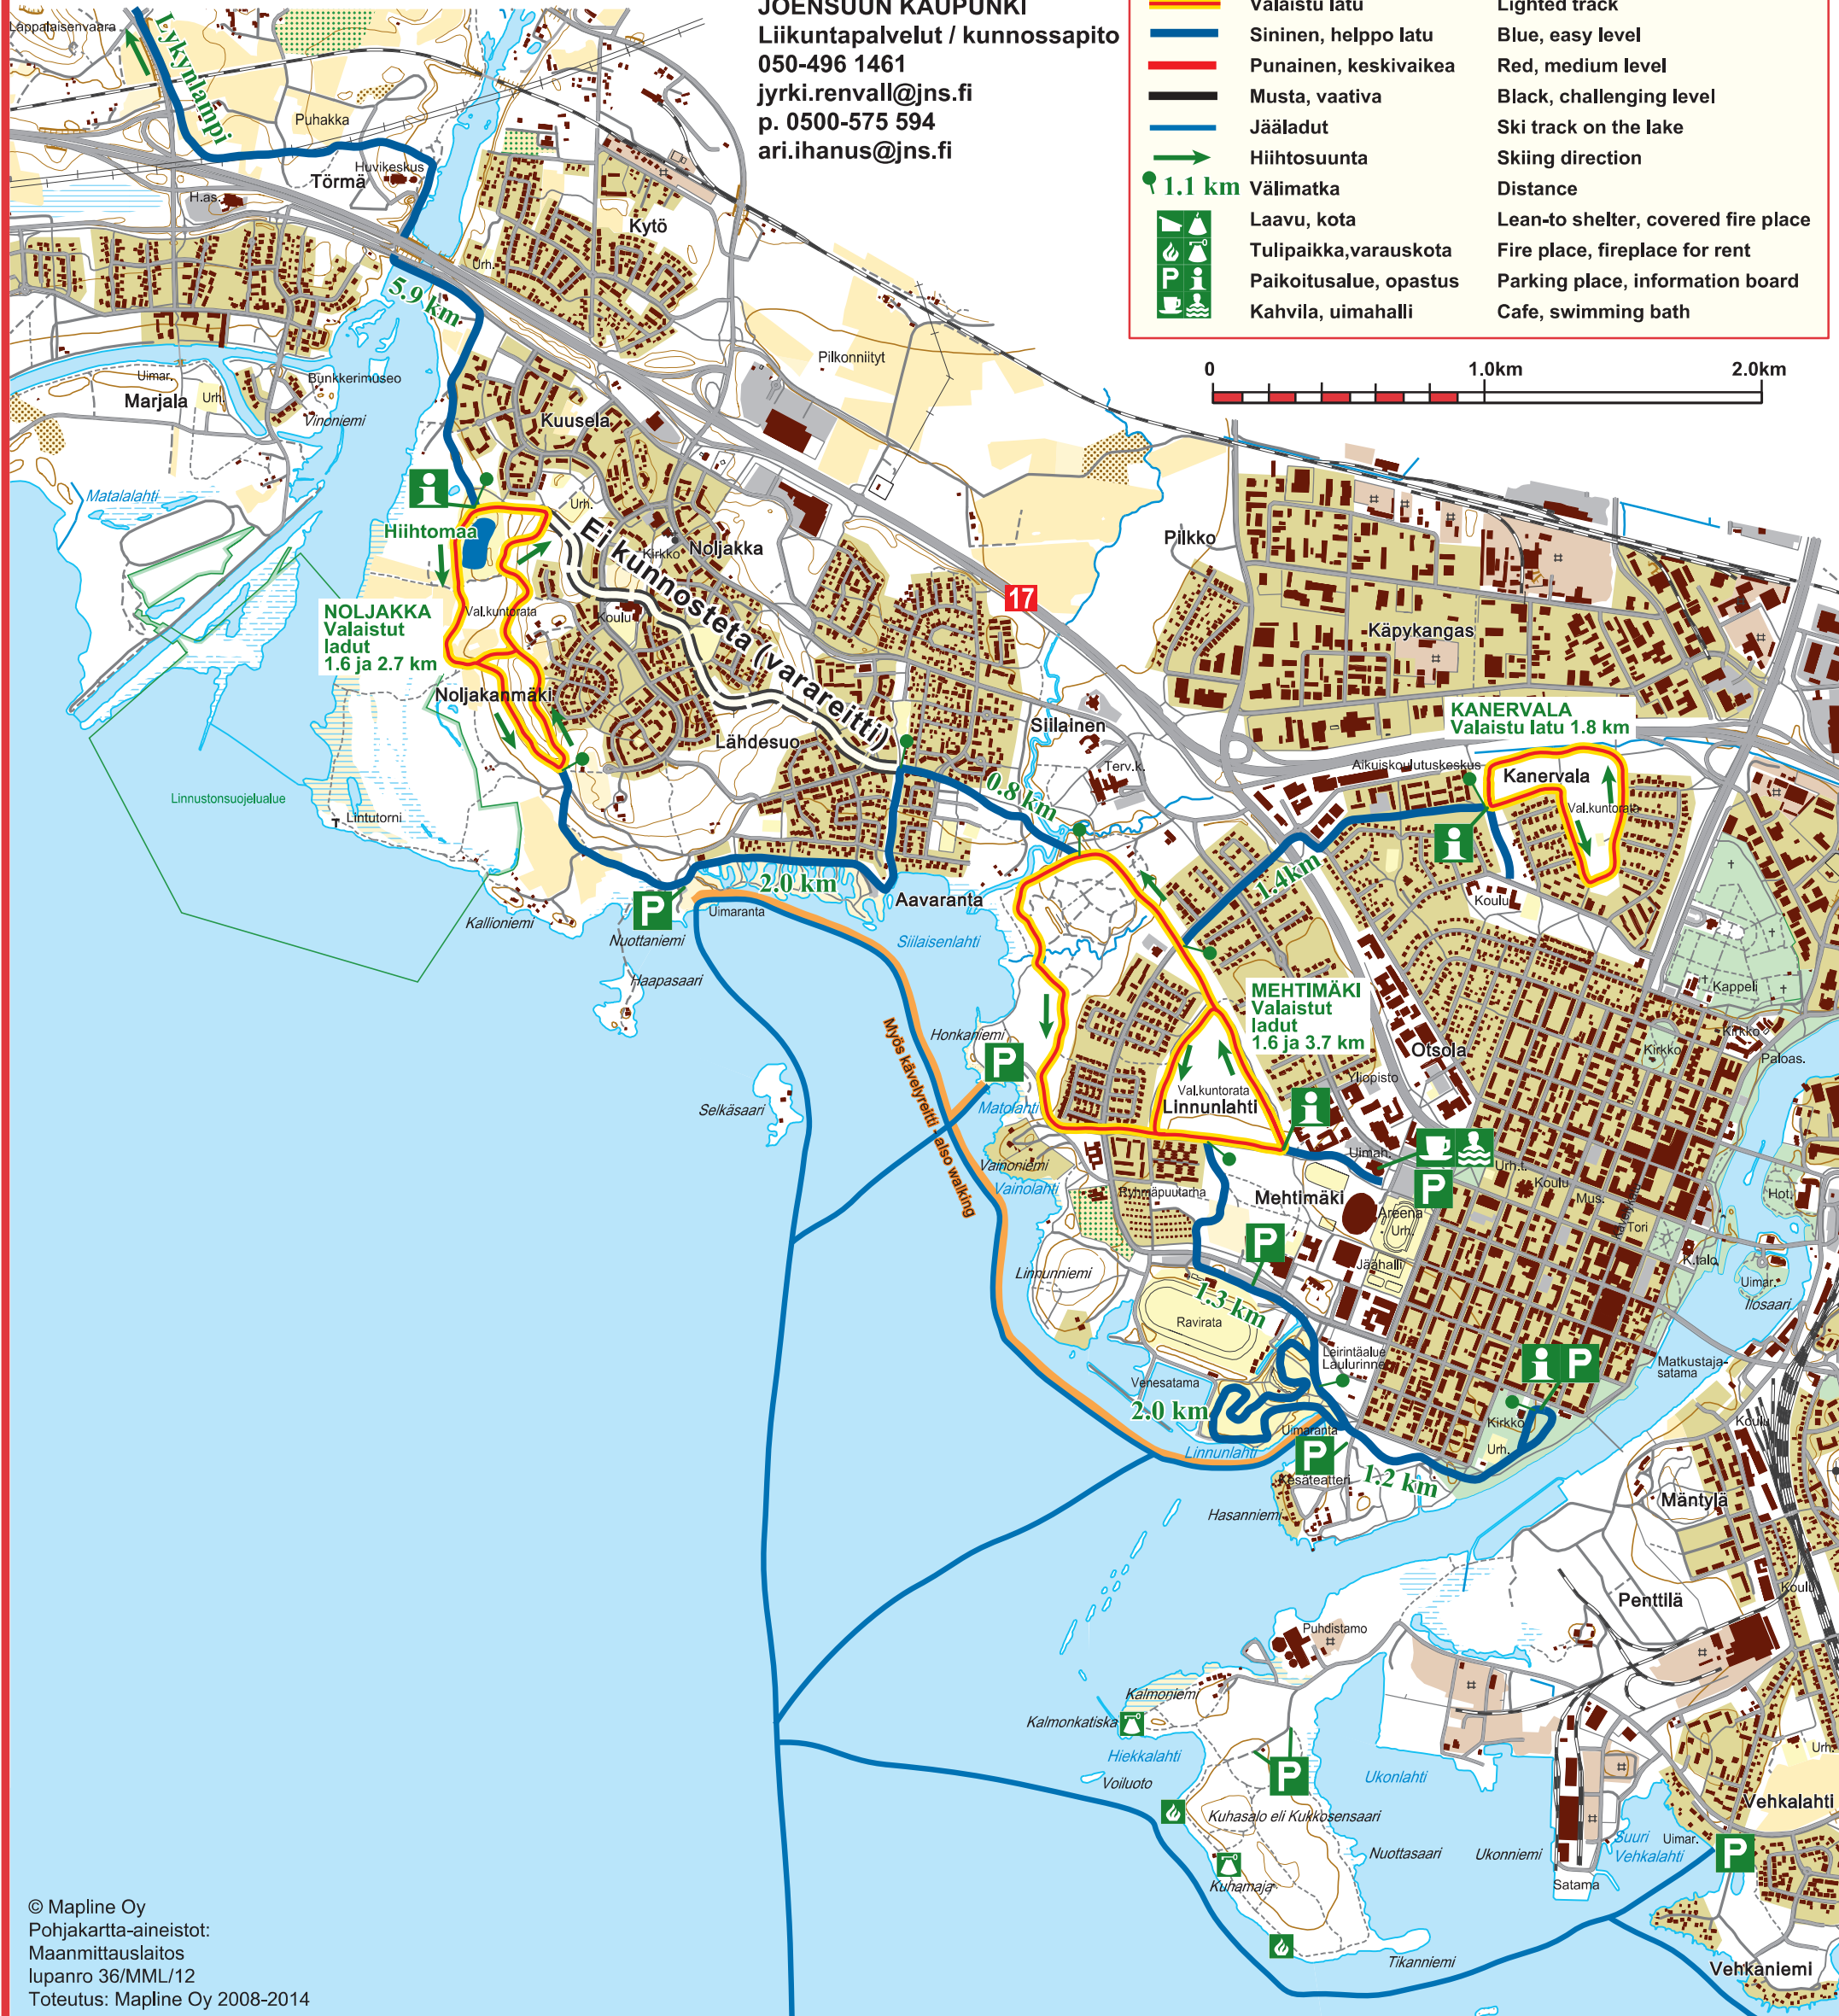 JOENSUUN KAUPUNKI
Liikuntapalvelut / kunnossapito
050-496 1461
jyrki.renvall@jns.fi
p. 0500-575 594
ari.ihanus@jns.fi
Valaistu latu Lighted track
Sininen, helppo latu Blue, easy level
Punainen, keskivaikea Red, medium level
Musta, vaativa Black, challenging level
Jääladut Ski track on the lake
Hiihtosuunta Skiing direction
1.1 km Välimatka Distance
Laavu, kota Lean-to shelter, covered fire place
Tulipaikka,varauskota Fire place, fireplace for rent
P i Paikoitusalue, opastus Parking place, information board
Kahvila, uimahalli Cafe, swimming bath
0 1.0km 2.0km
Lappalaisenvaara
Lykynlampi
Puhakka
Törmä
Huvikeskus
H.as.
Kytö
Urh.
5.9 km
Pilkonniityt
Uimar.
Marjala
Urh.
Bunkkerimuseo
Vinoniemi
Kuusela
Matalalahti
i
Hiihtomaa
Urh.
Ei kunnosteta (varareitti)
Kirkko
Noljakka
Pilkko
17
NOLJAKKA
Valaistut
ladut
1.6 ja 2.7 km
Val.kuntorata
Koulu
Käpykangas
Noljakanmäki
Lähdesuo
Siilainen
KANERVALA
Valaistu latu 1.8 km
Terv.k.
Aikuiskoulutuskeskus
Kanervala
Val.kuntorata
Linnustonsuojelualue
Lintutorni
0.8 km
i
1.4km
Koulu
2.0 km
P
Uimaranta
Aavaranta
Kallioniemi
Nuottaniemi
Siilaisenlahti
Haapasaari
Kappeli
MEHTIMÄKI
Valaistut
ladut
1.6 ja 3.7 km
Myös kävelyreitti - also walking
Honkaniemi
P
Otsola
Kirkko
Kirkko
Paloas.
Yliopisto
Selkäsaari
Matolahti
Val.kuntorata
Linnunlahti
i
Uimah.
Vainoniemi
Vainolahti
Urh.t.
P
Koulu
Mus.
Hot.
Ryhmäpuutarha
Mehtimäki
Areena
Urh.
Tori
P
Jäähalli
K.talo
Uimar.
Ilosaari
Linnunniemi
1.3 km
Ravirata
Leirintäalue
Laulurinne
i P
Matkustaja-
satama
Venesatama
2.0 km
Kirkko
Urh.
Koulu
Uimaranta
Linnunlahti
P
Kesäteatteri
1.2 km
Hasanniemi
Mäntylä
Penttilä
Koulu
Puhdistamo
Kalmoniemi
Kalmonkatiska
Hiekkalahti
Voiluoto
P
Ukonlahti
Urh.
Kuhasalo eli Kukkosensaari
Vehkalahti
Nuottasaari
Ukonniemi
Suuri
Vehkalahti
Uimar.
P
Kuhamaja
Satama
Tikanniemi
Vehkaniemi
© Mapline Oy
Pohjakartta-aineistot:
Maanmittauslaitos
lupanro 36/MML/12
Toteutus: Mapline Oy 2008-2014